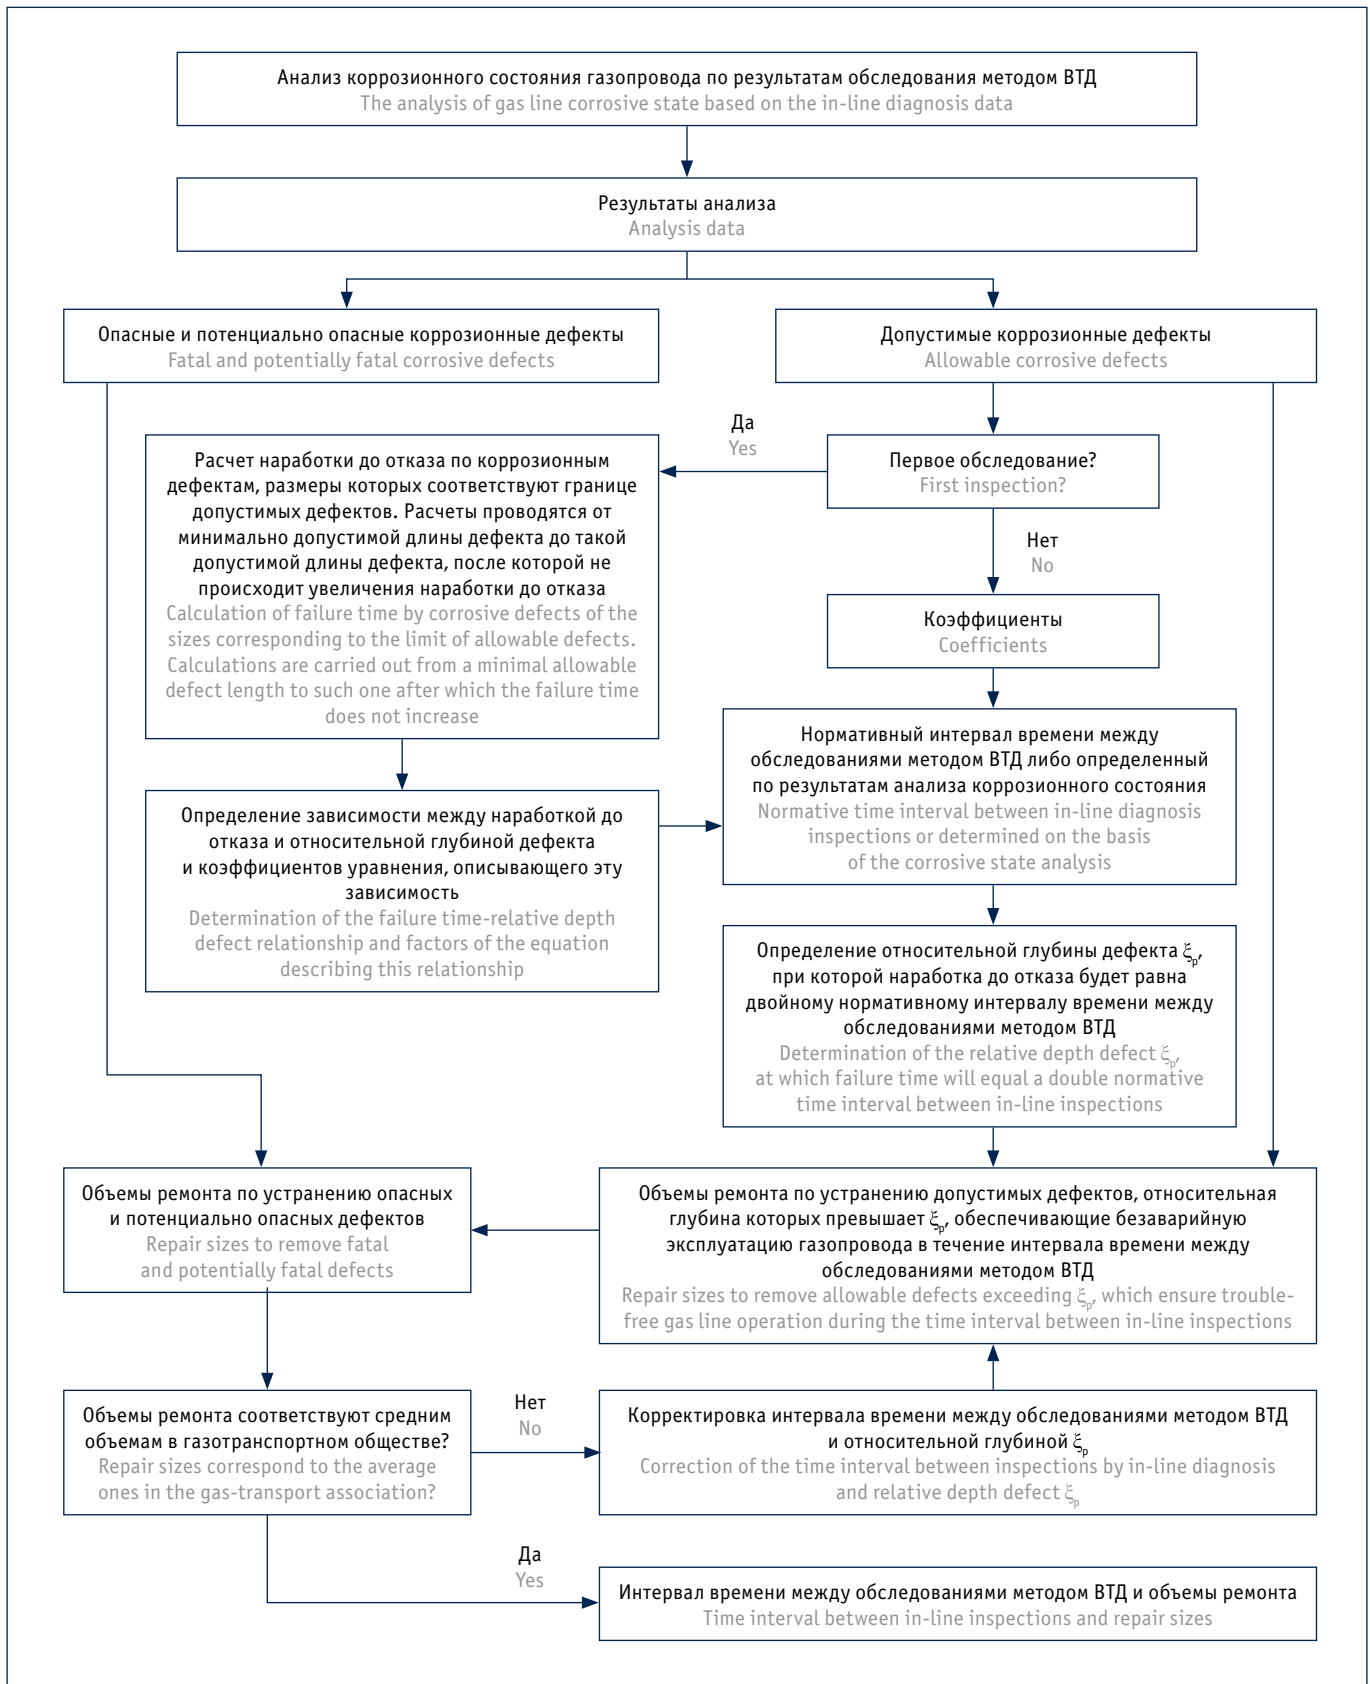 Анализ коррозионного состояния газопровода по результатам обследования методом ВТД
The analysis of gas line corrosive state based on the in-line diagnosis data
Результаты анализа
Analysis data
Опасные и потенциально опасные коррозионные дефекты
Fatal and potentially fatal corrosive defects
Допустимые коррозионные дефекты
Allowable corrosive defects
Да
Yes
Первое обследование?
First inspection?
Расчет наработки до отказа по коррозионным
дефектам, размеры которых соответствуют границе
допустимых дефектов. Расчеты проводятся от
минимально допустимой длины дефекта до такой
допустимой длины дефекта, после которой не
происходит увеличения наработки до отказа
Calculation of failure time by corrosive defects of the
sizes corresponding to the limit of allowable defects.
Calculations are carried out from a minimal allowable
defect length to such one after which the failure time
does not increase
Нет
No
Коэффициенты
Coefficients
Нормативный интервал времени между
обследованиями методом ВТД либо определенный
по результатам анализа коррозионного состояния
Normative time interval between in-line diagnosis
inspections or determined on the basis
of the corrosive state analysis
Определение зависимости между наработкой до
отказа и относительной глубиной дефекта
и коэффициентов уравнения, описывающего эту
зависимость
Determination of the failure time-relative depth
defect relationship and factors of the equation
describing this relationship
Определение относительной глубины дефекта ξp,
при которой наработка до отказа будет равна
двойному нормативному интервалу времени между
обследованиями методом ВТД
Determination of the relative depth defect ξp,
at which failure time will equal a double normative
time interval between in-line inspections
Объемы ремонта по устранению опасных
и потенциально опасных дефектов
Repair sizes to remove fatal
and potentially fatal defects
Объемы ремонта по устранению допустимых дефектов, относительная
глубина которых превышает ξp, обеспечивающие безаварийную
эксплуатацию газопровода в течение интервала времени между
обследованиями методом ВТД
Repair sizes to remove allowable defects exceeding ξp, which ensure trouble-
free gas line operation during the time interval between in-line inspections
Объемы ремонта соответствуют средним
объемам в газотранспортном обществе?
Repair sizes correspond to the average
ones in the gas-transport association?
Нет
No
Корректировка интервала времени между обследованиями методом ВТД
и относительной глубиной ξp
Correction of the time interval between inspections by in-line diagnosis
and relative depth defect ξp
Да
Yes
Интервал времени между обследованиями методом ВТД и объемы ремонта
Time interval between in-line inspections and repair sizes